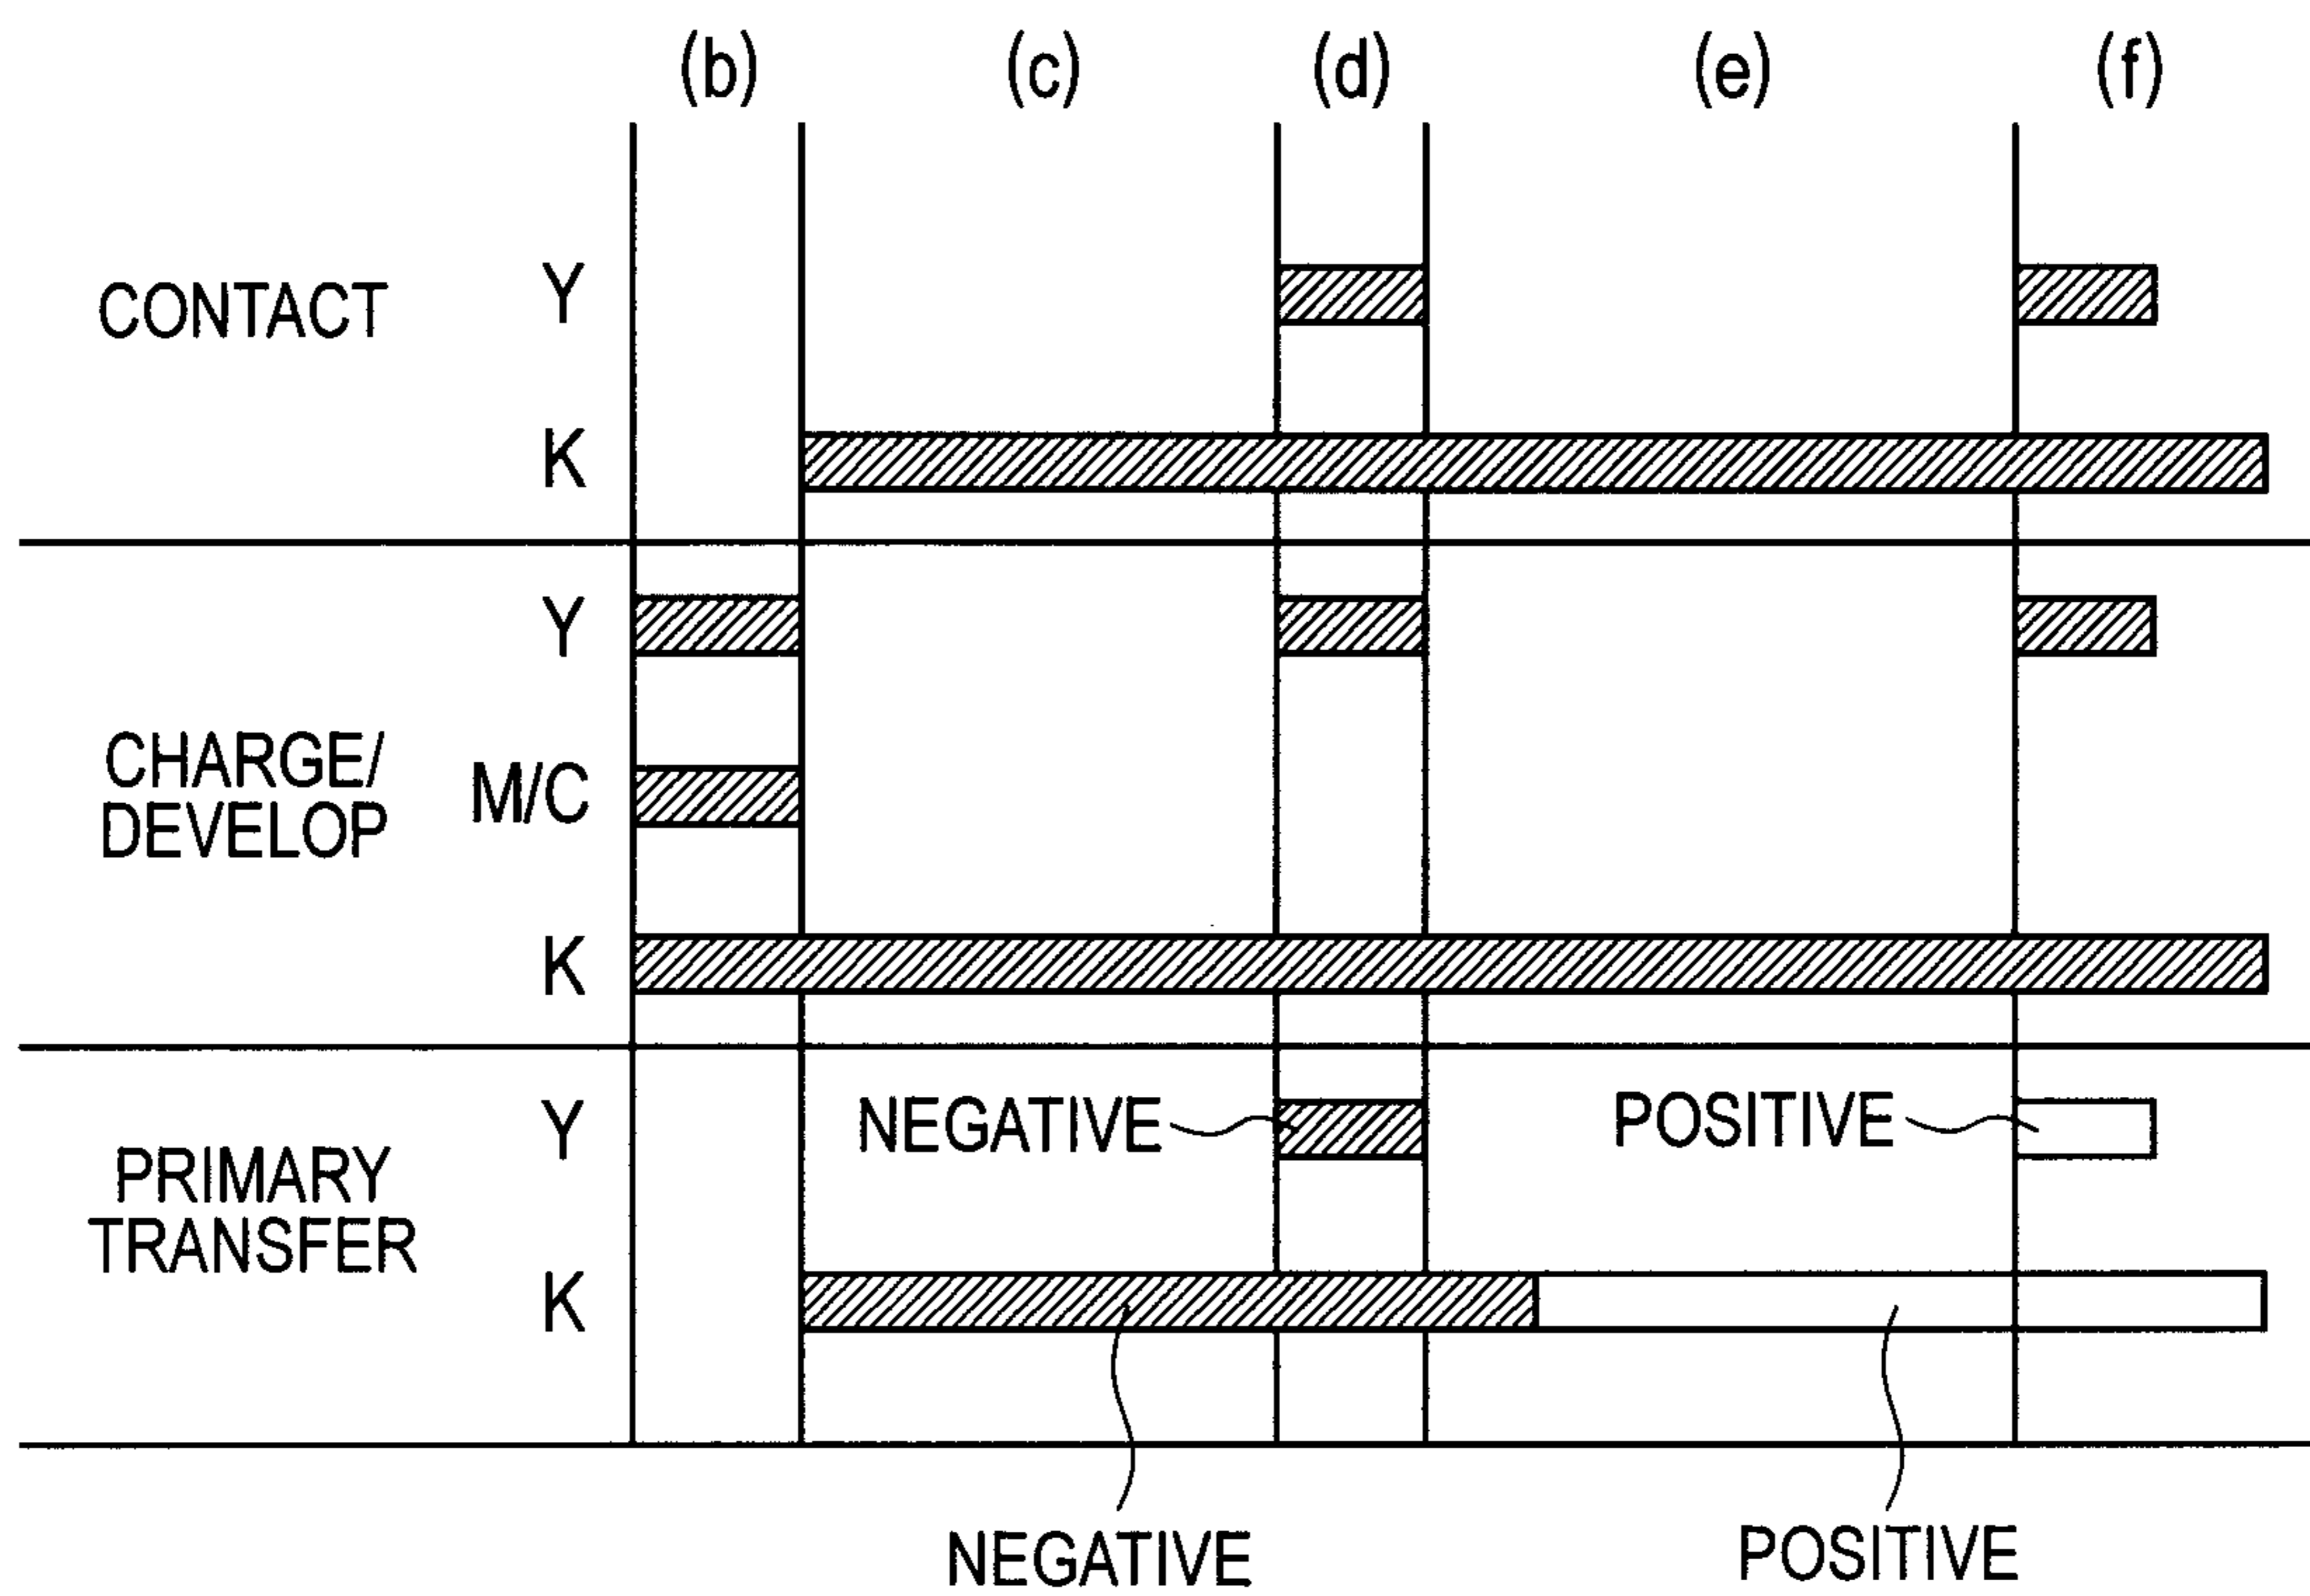 (b) (c) (d) (e) (f)
CONTACT
Y
K
CHARGE/
DEVELOP
Y
M/C
K
PRIMARY
TRANSFER
Y
NEGATIVE
POSITIVE
K
NEGATIVE
POSITIVE